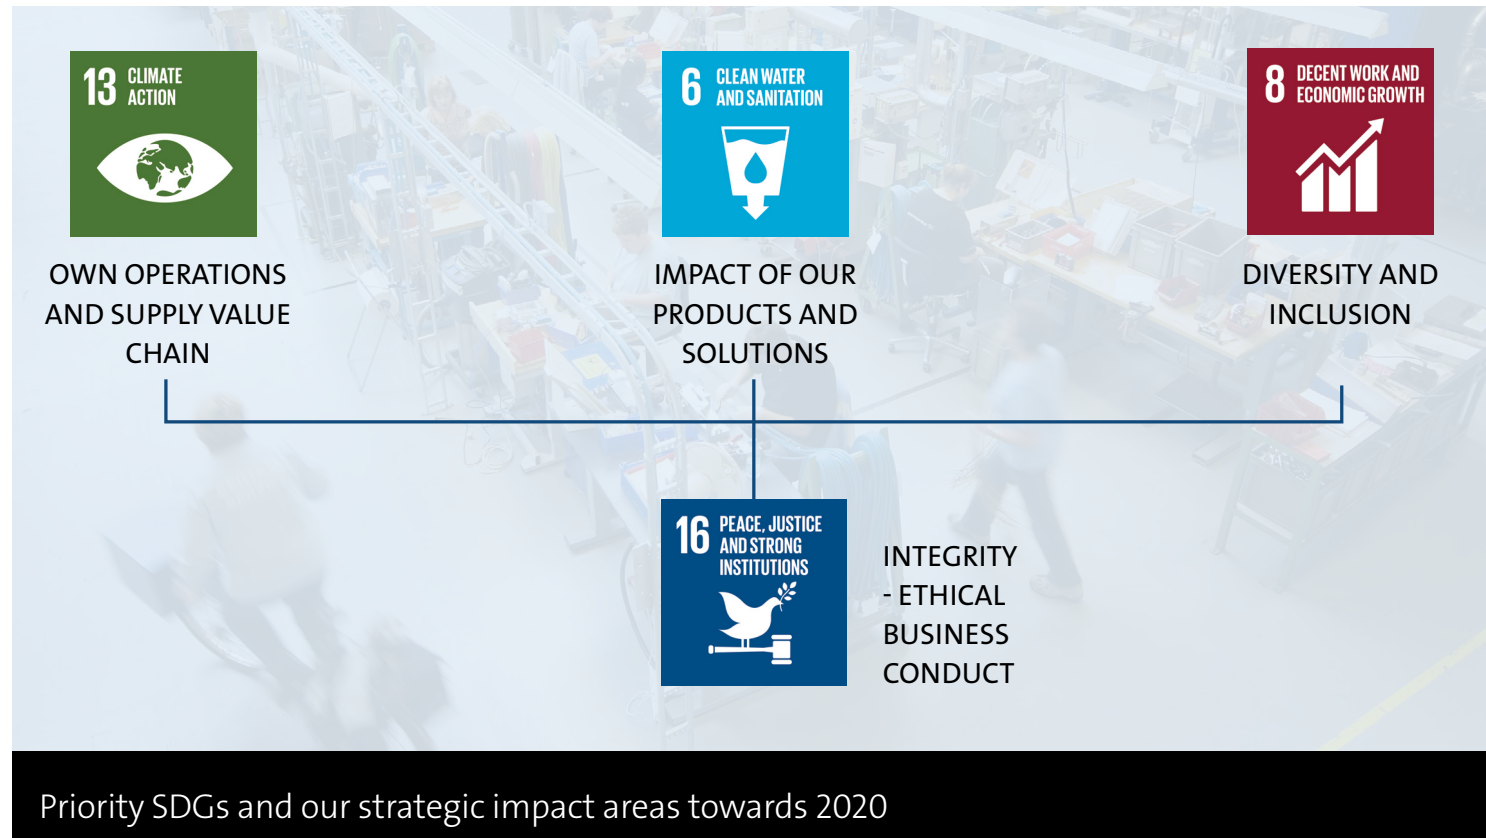 13 CLIMATE
ACTION
OWN OPERATIONS
AND SUPPLY VALUE
CHAIN
6 CLEAN WATER
AND SANITATION
IMPACT OF OUR
PRODUCTS AND
SOLUTIONS
8 DECENT WORK AND
ECONOMIC GROWTH
DIVERSITY AND
INCLUSION
16 PEACE, JUSTICE
AND STRONG
INSTITUTIONS
INTEGRITY
- ETHICAL
BUSINESS
CONDUCT
Priority SDGs and our strategic impact areas towards 2020